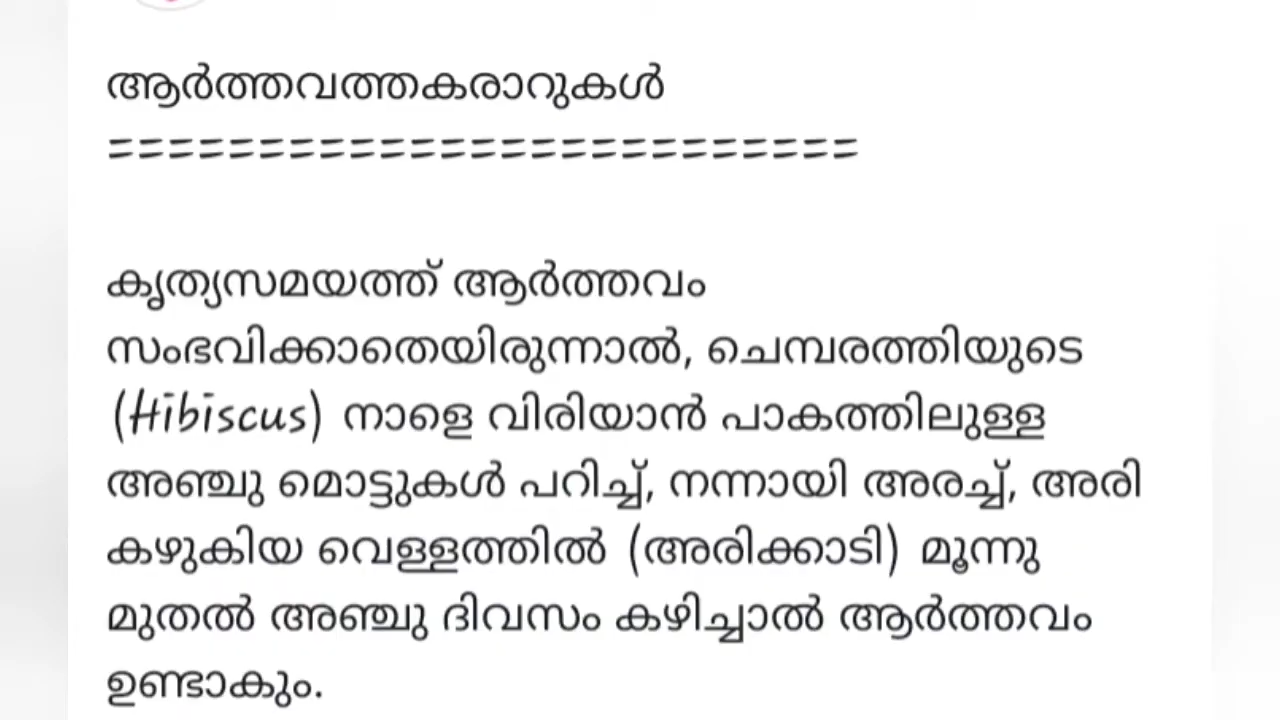 ആർത്തവത്തകരാറുകൾ
=========================
കൃത്യസമയത്ത് ആർത്തവം
സംഭവിക്കാതെയിരുന്നാൽ, ചെമ്പരത്തിയുടെ
(Hibiscus) നാളെ വിരിയാൻ പാകത്തിലുള്ള
അഞ്ചു മൊട്ടുകൾ പറിച്ച്, നന്നായി അരച്ച്, അരി
കഴുകിയ വെള്ളത്തിൽ (അരിക്കാടി) മൂന്നു
മുതൽ അഞ്ചു ദിവസം കഴിച്ചാൽ ആർത്തവം
ഉണ്ടാകും.